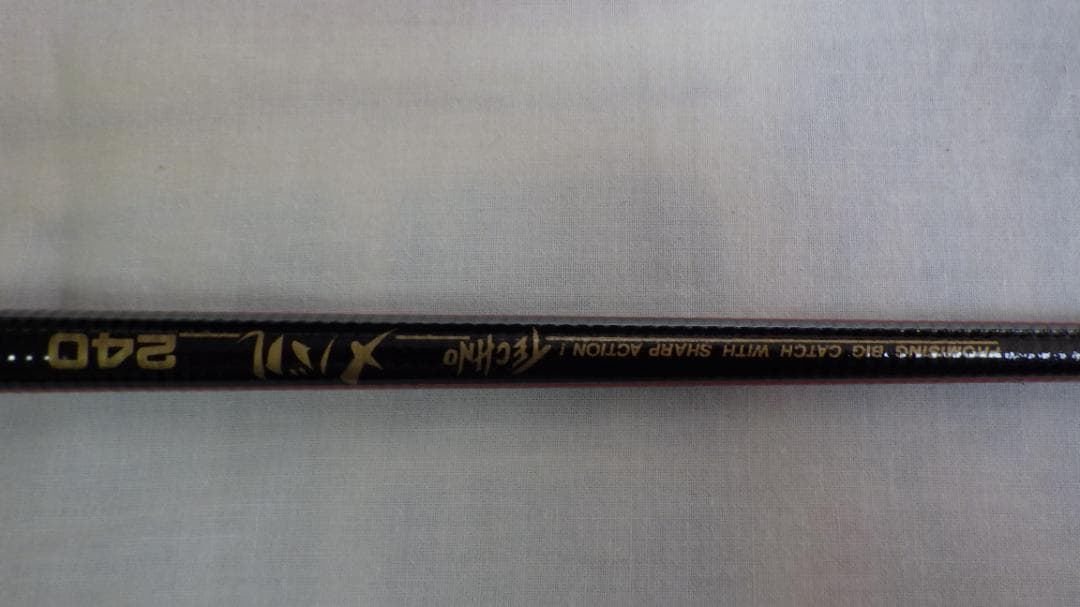 PROMISING BIG CATCH WITH SHARP ACTION! TECHNO メバル 240